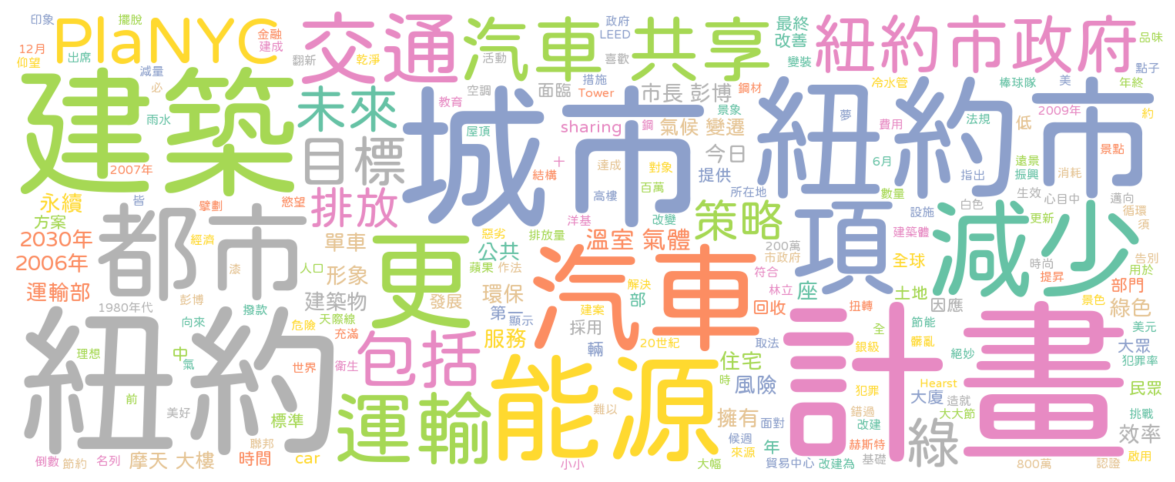 印象
擺脫
PlaNYC
金融
建成
12月
仰望
出席
減量
必
雨水
交通
翻新
乾淨
汽車
活動
政府
LEED
喜歡
共享
最終
改善
變裝
紐約市政府
品味
點子
建築
2007年
未來
教育
空調
面臨
措施
Tower
市長
彭博
鋼材
景象
冷水管
棒球隊
美
年終
目標
屋頂
sharing
鋼
氣候
變遷
城市
夢
費用
法規
低
2009年
約
紐約市
景點
結構
十
達成
對象
今日
提供
百萬
高樓
所在地
6月
指出
遠景
振興
消耗
永續
方案
皆
擘劃
慾望
排放
洋基
改變
策略
數量
生效
心目中
邁向
循環
須
白色
更新
2030年
2006年
都市
經濟
漆
單車
更
惡劣
排放量
公共
溫室
氣體
200萬
市政府
項
設施
建築體
全球
減少
告別
時尚
提昇
運輸部
人口
形象
蘋果
作法
汽車
解決
符合
座
土地
用於
部門
1980年代
彭博
建築物
發展
環保
部
林立
回收
扭轉
因應
景色
綠色
撥款
天際線
第一
顯示
採用
建案
向來
危險
充滿
服務
輛
20世紀
取法
全
節能
美元
銀級
髒亂
絕妙
大眾
犯罪率
紐約
理想
中
氣
世界
衛生
包括
能源
住宅
時
風險
計畫
犯罪
Hearst
大廈
造就
大大節
民眾
前
美好
標準
運輸
難以
擁有
面對
錯過
改建
綠
挑戰
效率
聯邦
候選
來源
年
赫斯特
倒數
節約
名列
摩天
大樓
時間
car
小小
大幅
貿易中心
改建為
基礎
800萬
認證
啟用